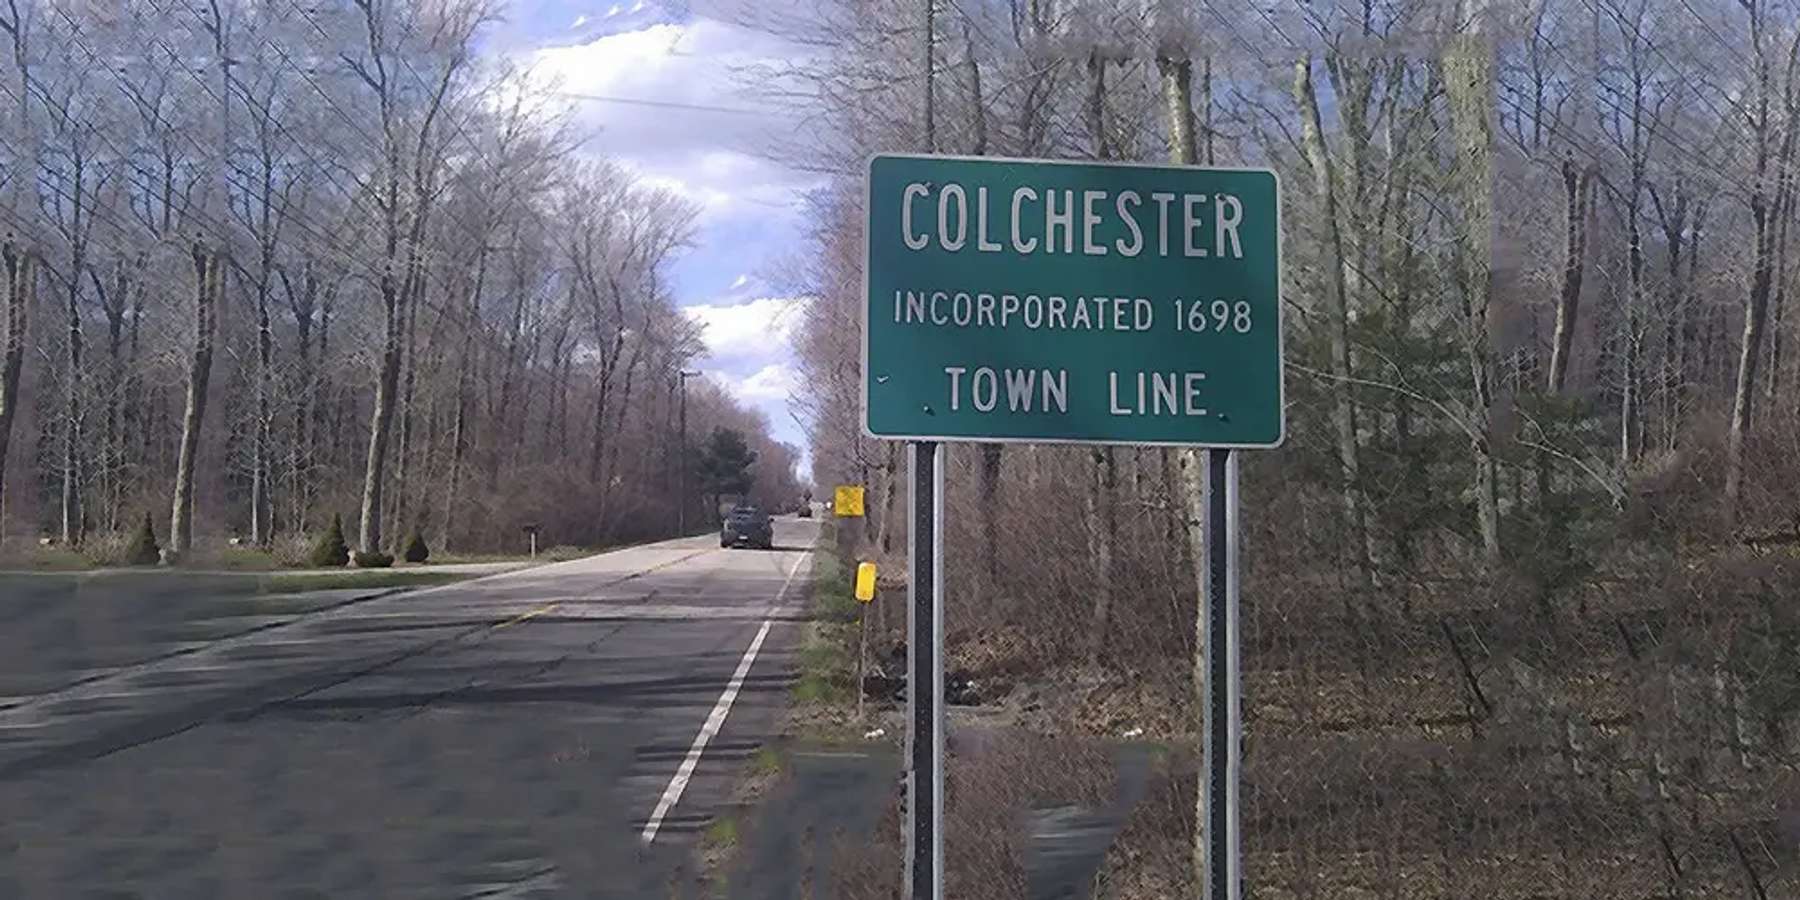 COLCHESTER
INCORPORATED 1698
TOWN LINE